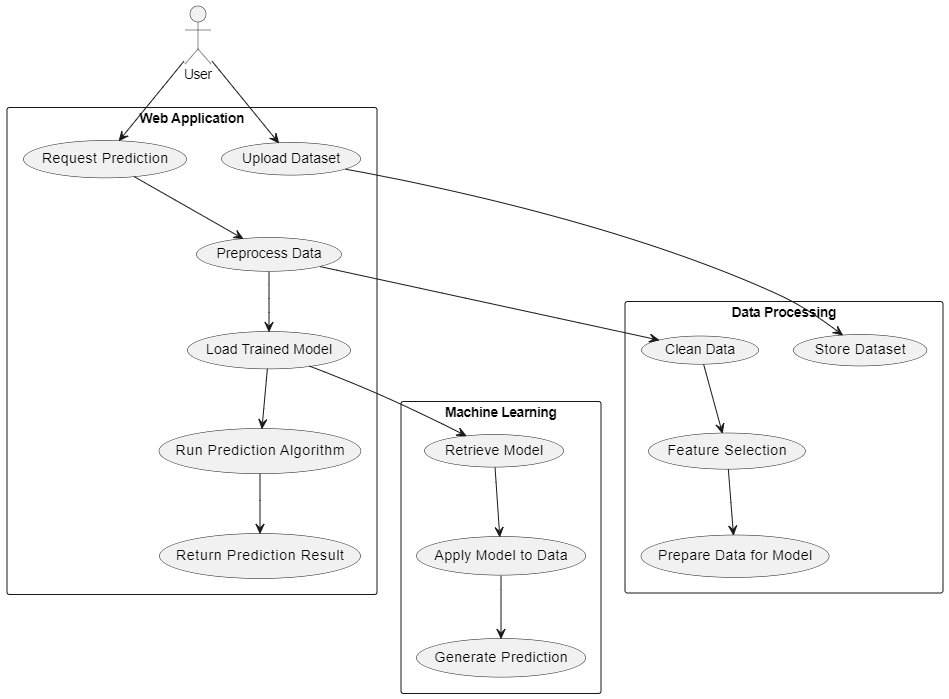 User
Web Application
Request Prediction
Upload Dataset
Preprocess Data
Load Trained Model
Run Prediction Algorithm
Return Prediction Result
Machine Learning
Retrieve Model
Apply Model to Data
Generate Prediction
Data Processing
Clean Data
Store Dataset
Feature Selection
Prepare Data for Model